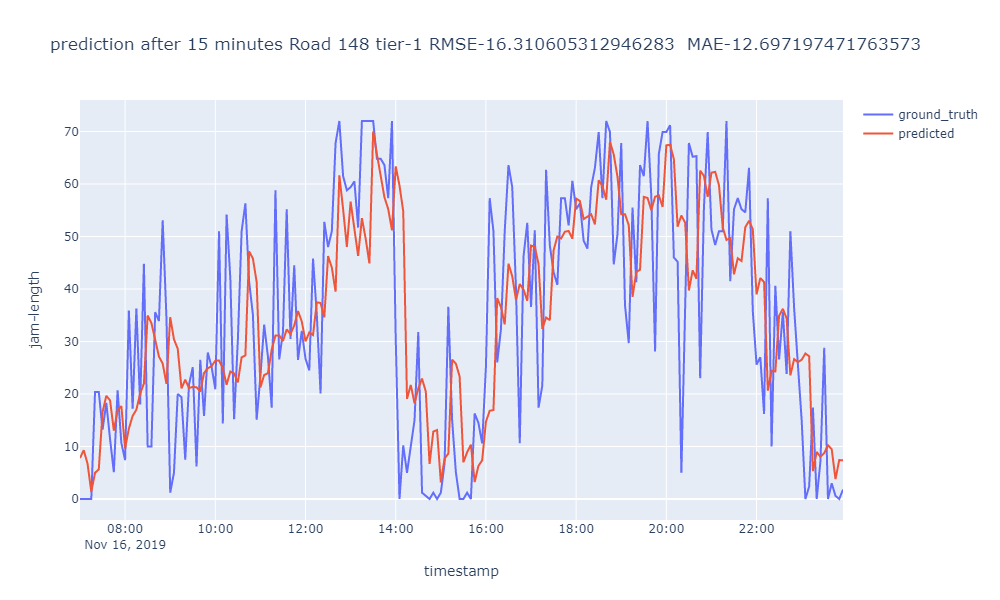 prediction after 15 minutes Road 148 tier-1 RMSE-16.310605312946283  MAE-12.697197471763573
ground_truth
predicted
70
60
50
40
30
20
10
0
jam-length
08:00 10:00 12:00 14:00 16:00 18:00 20:00 22:00
Nov 16, 2019
timestamp